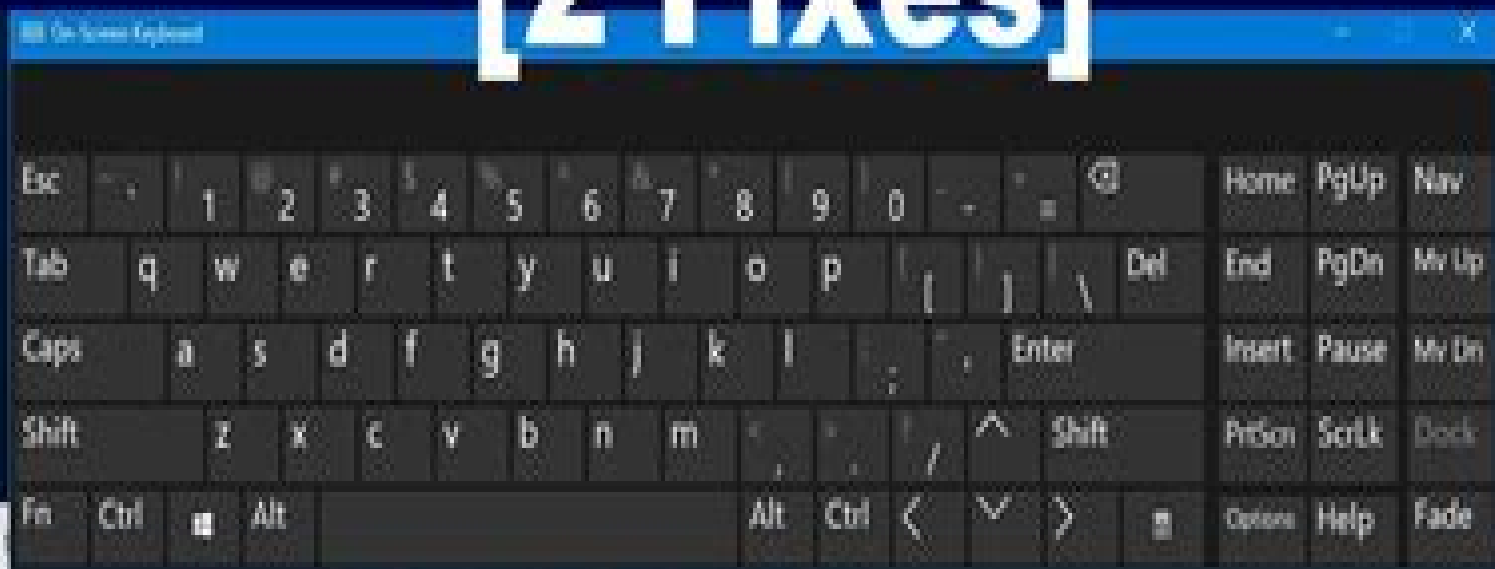 [2 Fixes]
On-Screen Keyboard
Esc 1 2 3 4 5 6 7 8 9 0 - = Home PgUp Nav
Tab q w e r t y u i o p [ ] \ Del End PgDn Mv Up
Caps a s d f g h j k l ; ' Enter Insert Pause Mv Dn
Shift z x c v b n m , . / Shift PrtScn ScrLk Dock
Fn Ctrl Alt Alt Ctrl Options Help Fade